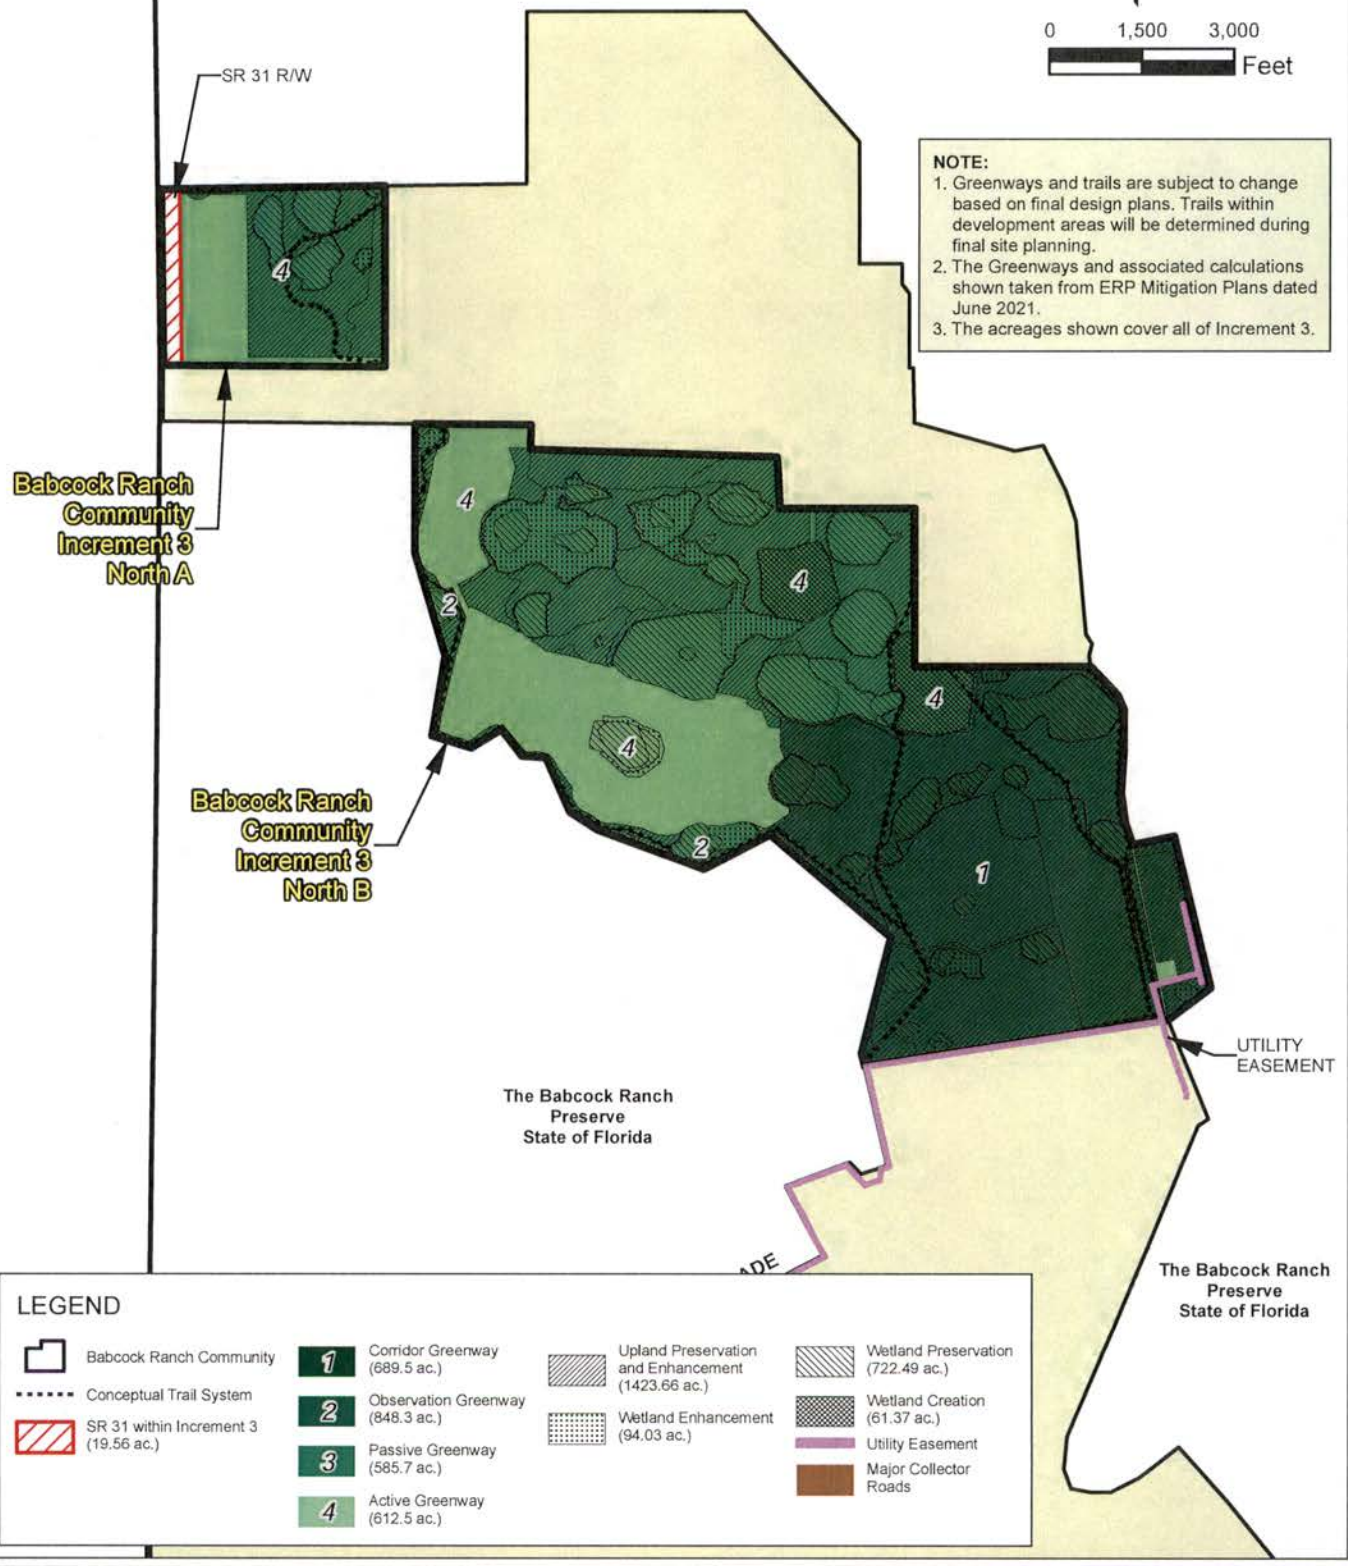 0 1,500 3,000
Feet
SR 31 R/W
NOTE:
1. Greenways and trails are subject to change
based on final design plans. Trails within
development areas will be determined during
final site planning.
2. The Greenways and associated calculations
shown taken from ERP Mitigation Plans dated
June 2021.
3. The acreages shown cover all of Increment 3.
4
Babcock Ranch
Community
Increment 3
North A
4
4
2
4
4
Babcock Ranch
Community
Increment 3
North B
2
1
UTILITY
EASEMENT
The Babcock Ranch
Preserve
State of Florida
ADE
The Babcock Ranch
Preserve
State of Florida
LEGEND
Babcock Ranch Community
Conceptual Trail System
SR 31 within Increment 3
(19.56 ac.)
1 Corridor Greenway
(689.5 ac.)
2 Observation Greenway
(848.3 ac.)
3 Passive Greenway
(585.7 ac.)
4 Active Greenway
(612.5 ac.)
Upland Preservation
and Enhancement
(1423.66 ac.)
Wetland Enhancement
(94.03 ac.)
Wetland Preservation
(722.49 ac.)
Wetland Creation
(61.37 ac.)
Utility Easement
Major Collector
Roads